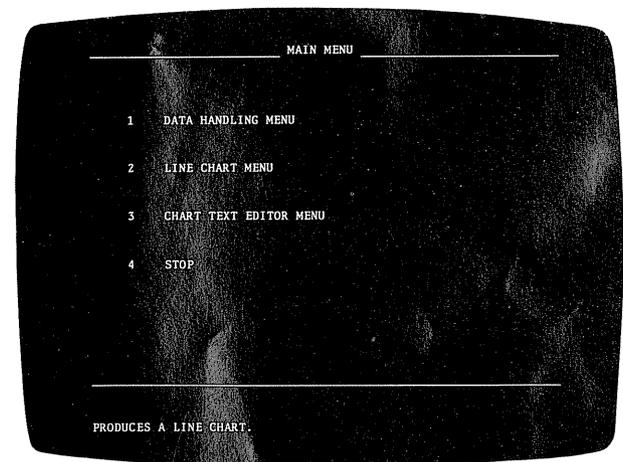 MAIN MENU
1 DATA HANDLING MENU
2 LINE CHART MENU
3 CHART TEXT EDITOR MENU
4 STOP
PRODUCES A LINE CHART.